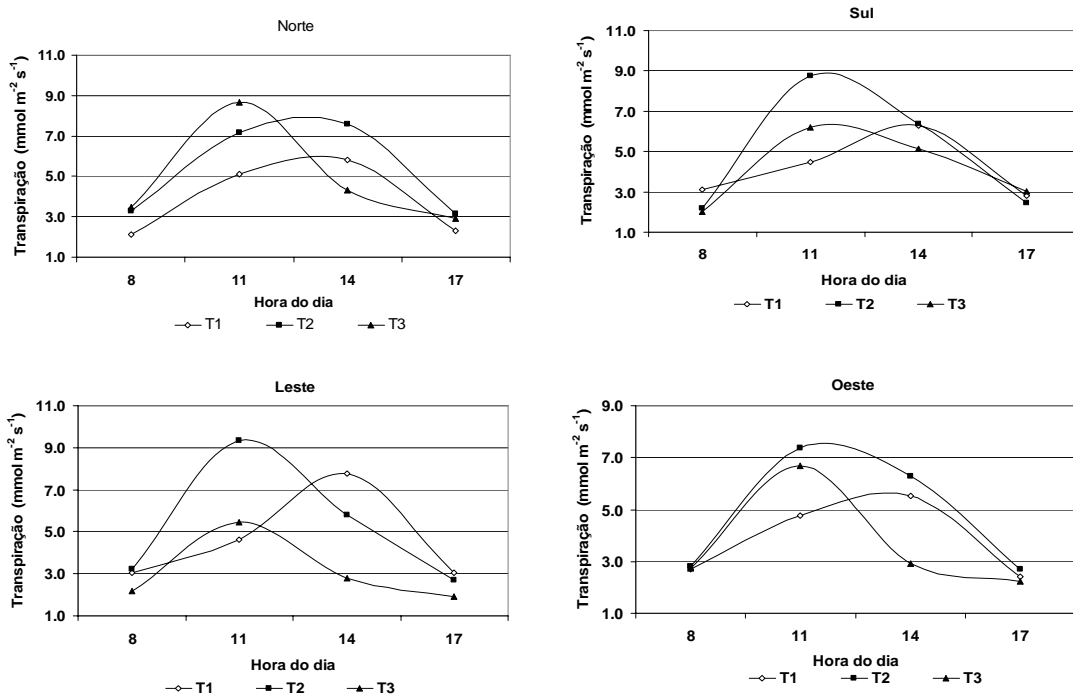 Norte
Transpiração (mmol m⁻² s⁻¹)
11.0
9.0
7.0
5.0
3.0
1.0
8 11 14 17
Hora do dia
T1 T2 T3
Sul
Transpiração (mmol m⁻² s⁻¹)
11.0
9.0
7.0
5.0
3.0
1.0
8 11 14 17
Hora do dia
T1 T2 T3
Leste
Transpiração (mmol m⁻² s⁻¹)
11.0
9.0
7.0
5.0
3.0
1.0
8 11 14 17
Hora do dia
T1 T2 T3
Oeste
Transpiração (mmol m⁻² s⁻¹)
9.0
7.0
5.0
3.0
1.0
8 11 14 17
Hora do dia
T1 T2 T3